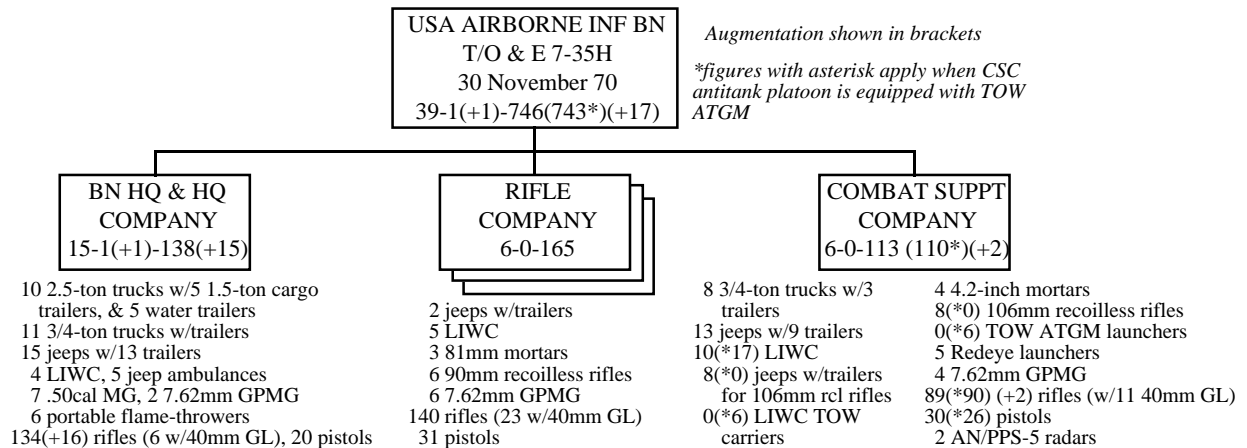 USA AIRBORNE INF BN
T/O & E 7-35H
30 November 70
39-1(+1)-746(743*)(+17)
Augmentation shown in brackets
*figures with asterisk apply when CSC
antitank platoon is equipped with TOW
ATGM
BN HQ & HQ
COMPANY
15-1(+1)-138(+15)
10 2.5-ton trucks w/5 1.5-ton cargo
trailers, & 5 water trailers
11 3/4-ton trucks w/trailers
15 jeeps w/13 trailers
4 LIWC, 5 jeep ambulances
7 .50cal MG, 2 7.62mm GPMG
6 portable flame-throwers
134(+16) rifles (6 w/40mm GL), 20 pistols
RIFLE
COMPANY
6-0-165
2 jeeps w/trailers
5 LIWC
3 81mm mortars
6 90mm recoilless rifles
6 7.62mm GPMG
140 rifles (23 w/40mm GL)
31 pistols
COMBAT SUPPT
COMPANY
6-0-113 (110*)(+2)
8 3/4-ton trucks w/3
trailers
13 jeeps w/9 trailers
10(*17) LIWC
8(*0) jeeps w/trailers
for 106mm rcl rifles
0(*6) LIWC TOW
carriers
4 4.2-inch mortars
8(*0) 106mm recoilless rifles
0(*6) TOW ATGM launchers
5 Redeye launchers
4 7.62mm GPMG
89(*90) (+2) rifles (w/11 40mm GL)
30(*26) pistols
2 AN/PPS-5 radars